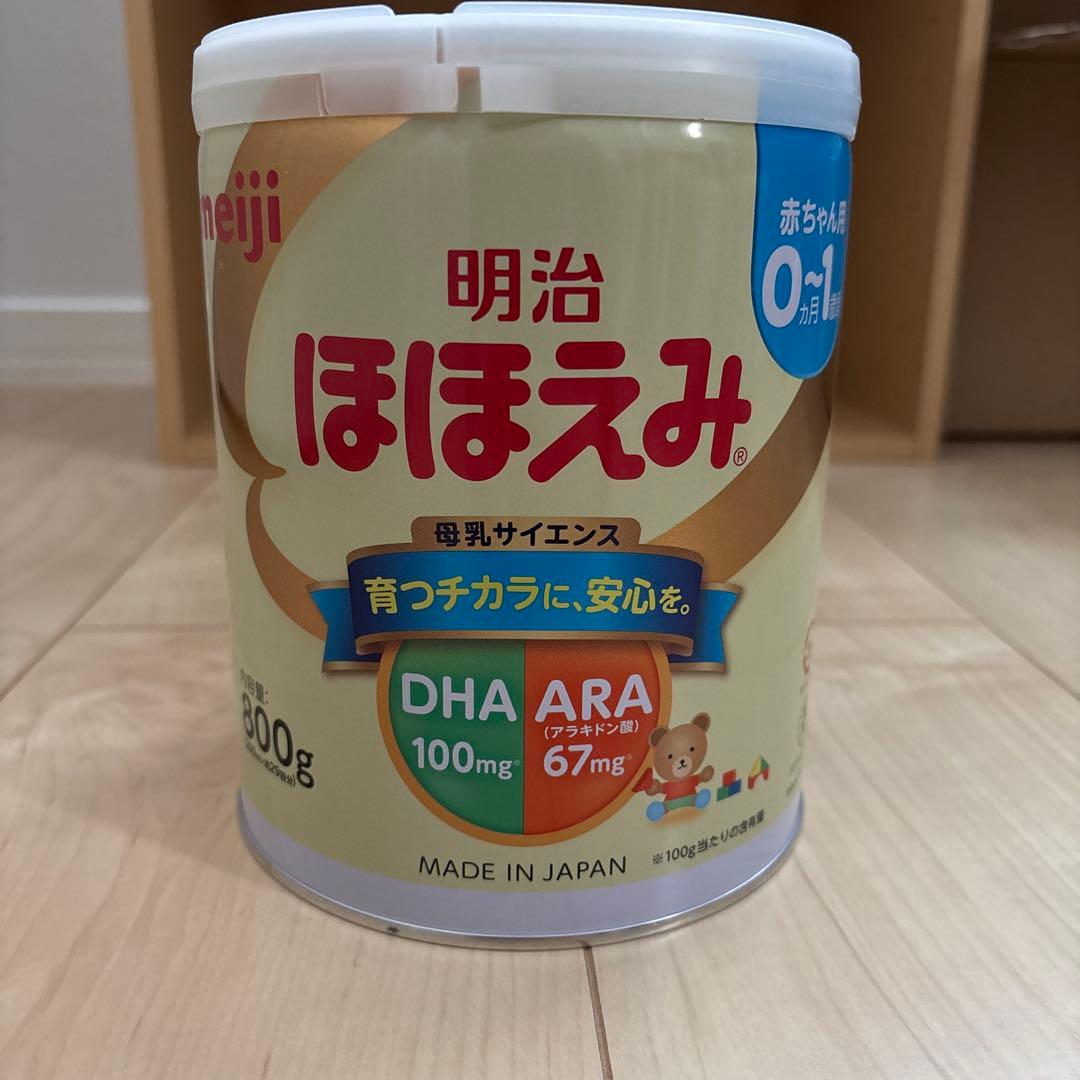 meiji
赤ちゃん用
0ヵ月~1歳
明治
ほほえみ®
母乳サイエンス
育つチカラに、安心を。
DHA
100mg※
ARA
(アラキドン酸)
67mg※
内容量:
800g
※100g当たりの含有量
MADE IN JAPAN